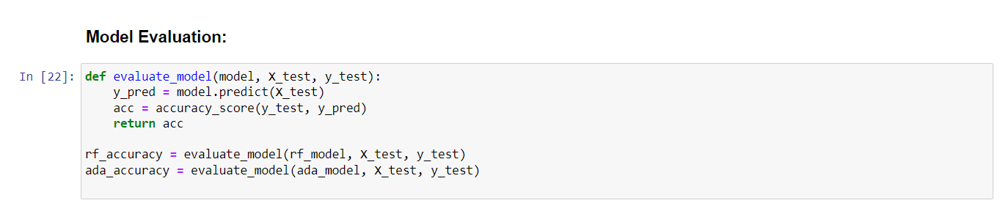 Model Evaluation:
In [22]: def evaluate_model(model, X_test, y_test):
    y_pred = model.predict(X_test)
    acc = accuracy_score(y_test, y_pred)
    return acc

rf_accuracy = evaluate_model(rf_model, X_test, y_test)
ada_accuracy = evaluate_model(ada_model, X_test, y_test)